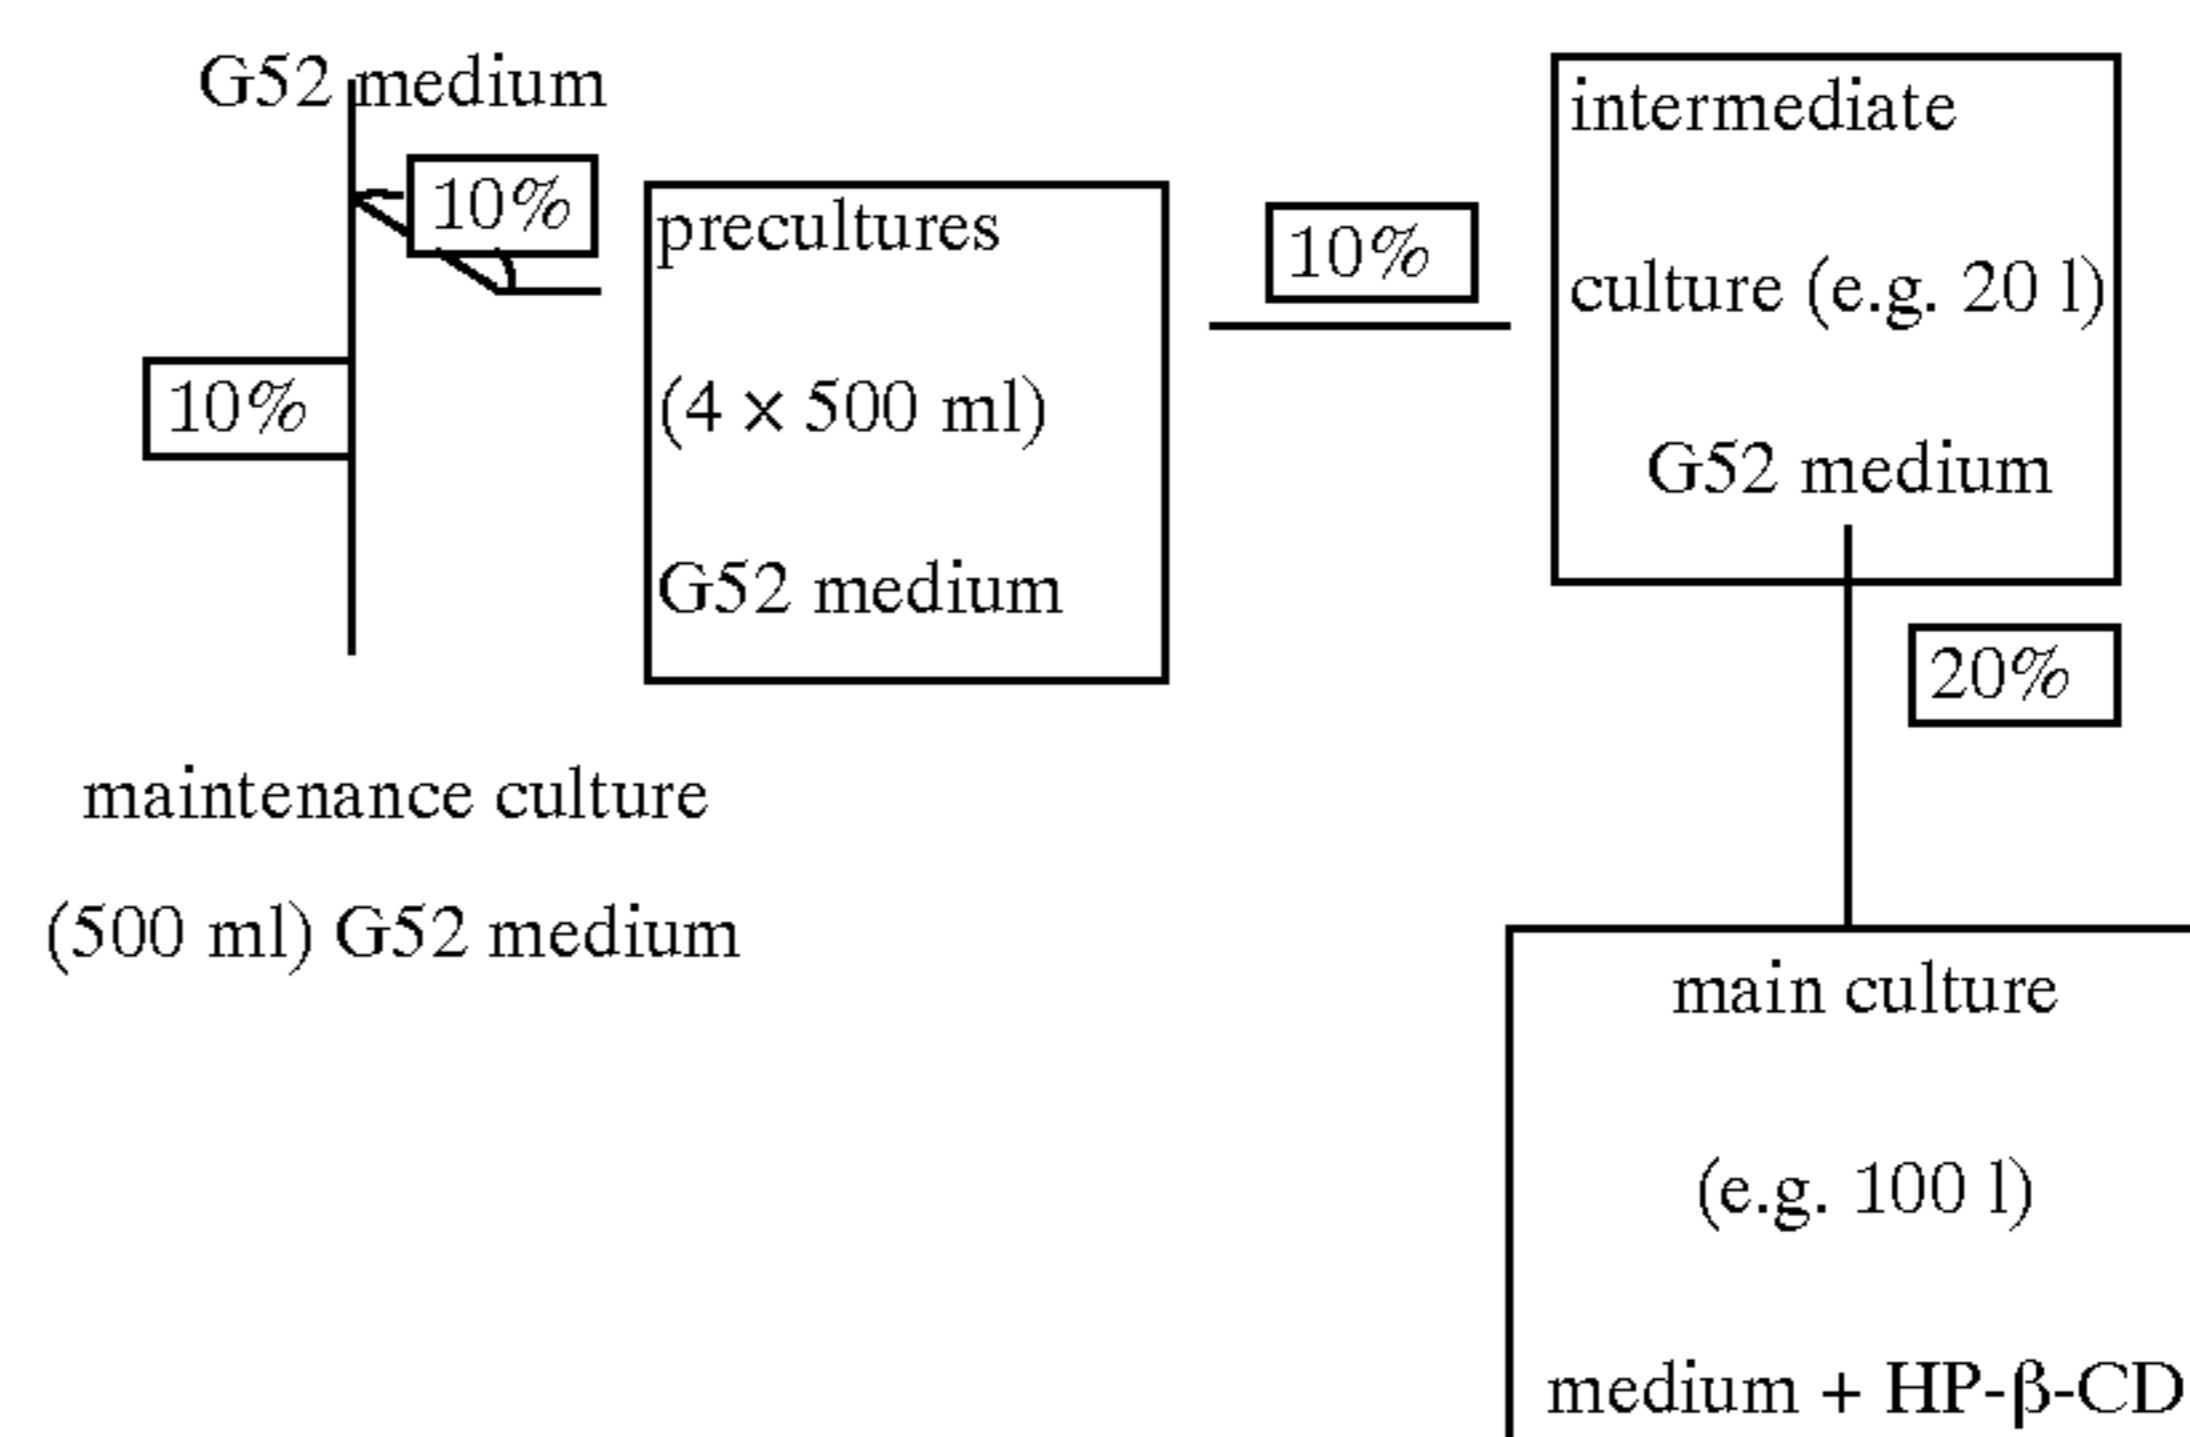 G52 medium
10%
10%
maintenance culture
(500 ml) G52 medium
precultures
(4 × 500 ml)
G52 medium
10%
intermediate
culture (e.g. 20 l)
G52 medium
20%
main culture
(e.g. 100 l)
medium + HP-β-CD